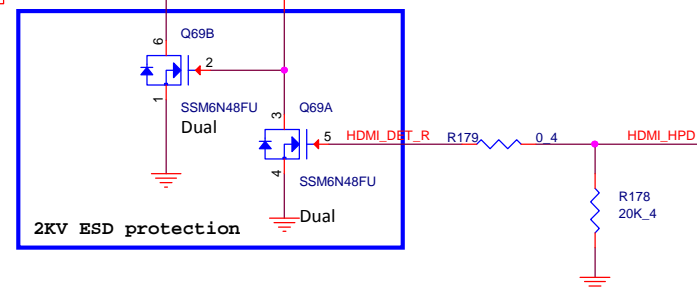 Q69B
6
2
1
SSM6N48FU
Dual
Q69A
3
5
HDMI_DET_R
R179
0_4
HDMI_HPD
4
SSM6N48FU
R178
20K_4
Dual
2KV ESD protection